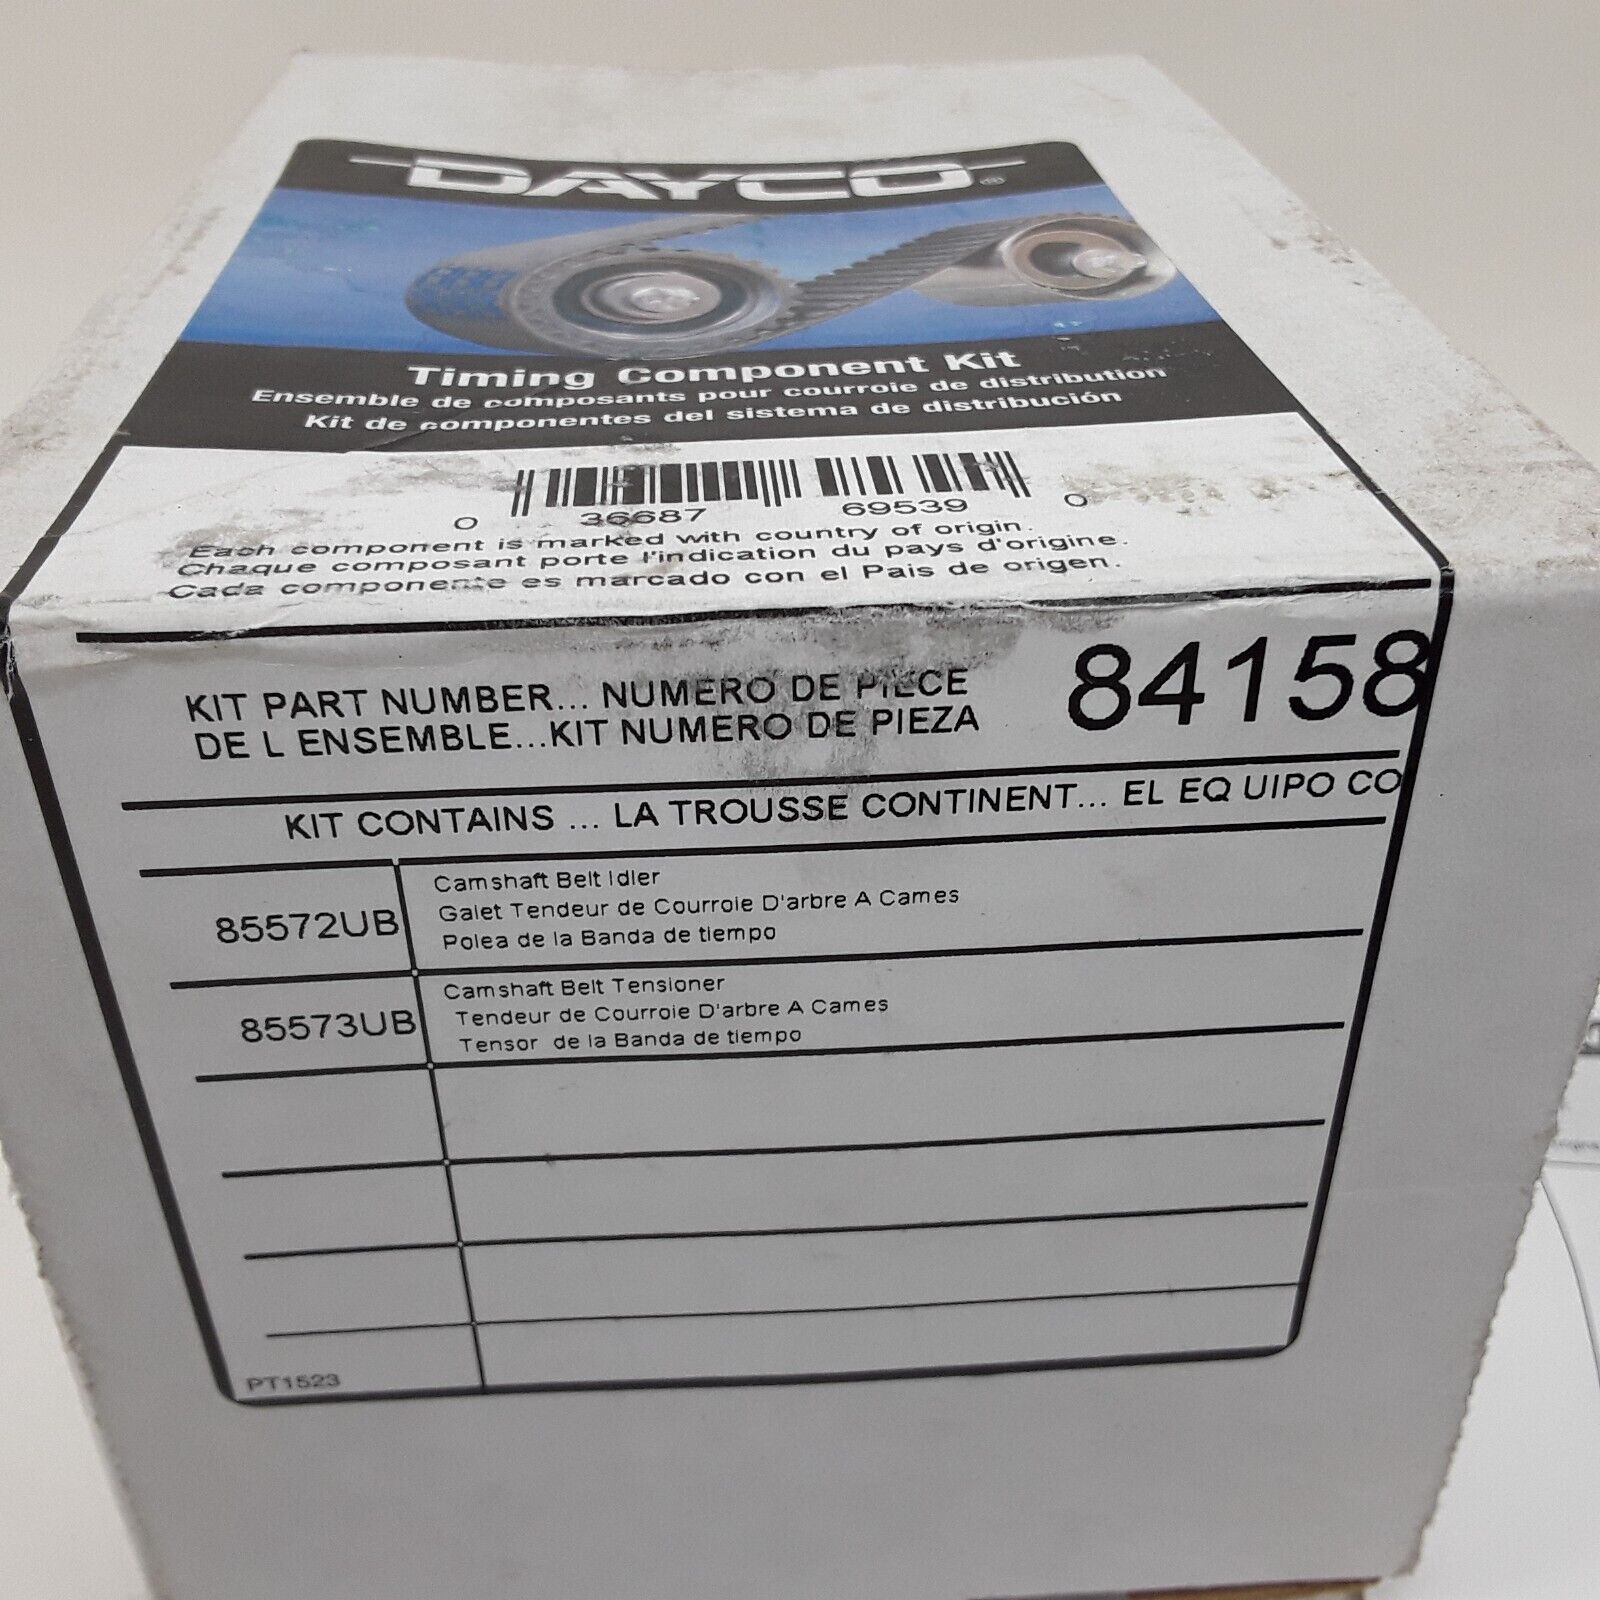 DAYCO®
Timing Component Kit
Ensemble de composants pour courroie de distribution
Kit de componentes del sistema de distribución
0 36687 69539 0
Each component is marked with country of origin.
Chaque composant porte l'indication du pays d'origine.
Cada componente es marcado con el Pais de origen.
KIT PART NUMBER... NUMERO DE PIECE
DE L ENSEMBLE...KIT NUMERO DE PIEZA
84158
KIT CONTAINS ... LA TROUSSE CONTINENT... EL EQ UIPO CO
85572UB
Camshaft Belt Idler
Galet Tendeur de Courroie D'arbre A Cames
Polea de la Banda de tiempo
85573UB
Camshaft Belt Tensioner
Tendeur de Courroie D'arbre A Cames
Tensor de la Banda de tiempo
PT1523